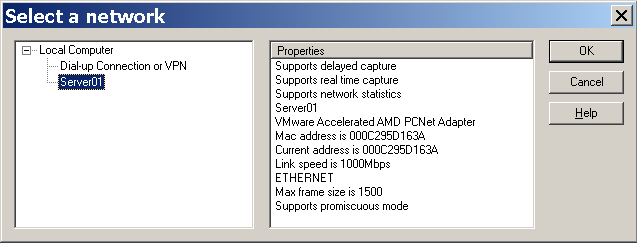 Select a network
Local Computer
Dial-up Connection or VPN
Server01
Properties
Supports delayed capture
Supports real time capture
Supports network statistics
Server01
VMware Accelerated AMD PCNet Adapter
Mac address is 000C295D163A
Current address is 000C295D163A
Link speed is 1000Mbps
ETHERNET
Max frame size is 1500
Supports promiscuous mode
OK
Cancel
Help